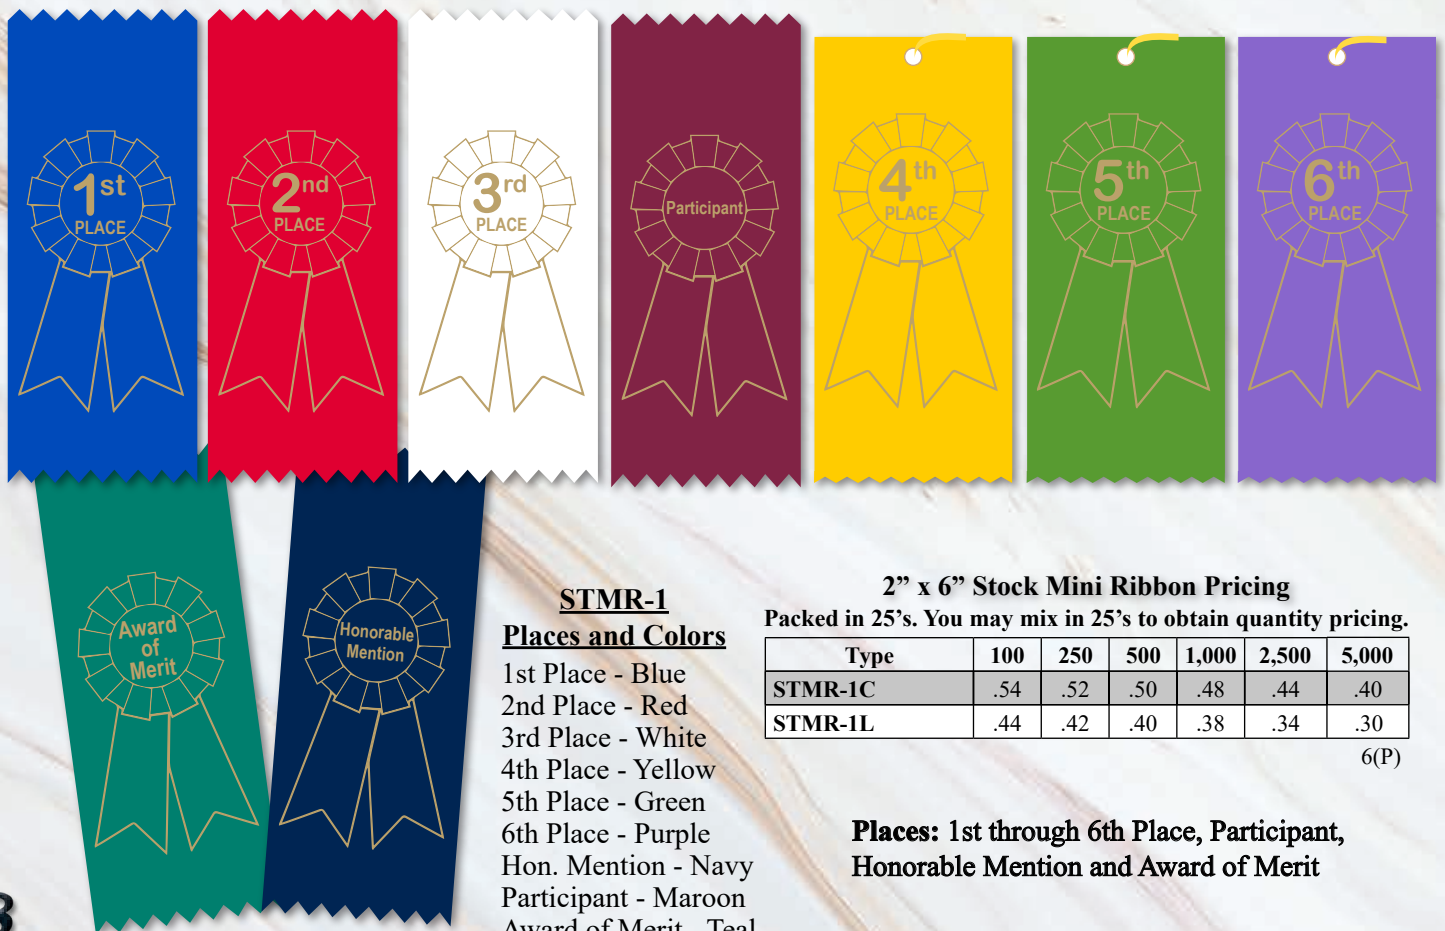 1st
PLACE
2nd
PLACE
3rd
PLACE
Participant
4th
PLACE
5th
PLACE
6th
PLACE
Award
of
Merit
Honorable
Mention
STMR-1
Places and Colors
1st Place - Blue
2nd Place - Red
3rd Place - White
4th Place - Yellow
5th Place - Green
6th Place - Purple
Hon. Mention - Navy
Participant - Maroon
Award of Merit - Teal
2” x 6” Stock Mini Ribbon Pricing
Packed in 25’s. You may mix in 25’s to obtain quantity pricing.
Type 100 250 500 1,000 2,500 5,000
STMR-1C .54 .52 .50 .48 .44 .40
STMR-1L .44 .42 .40 .38 .34 .30
6(P)
Places: 1st through 6th Place, Participant,
Honorable Mention and Award of Merit